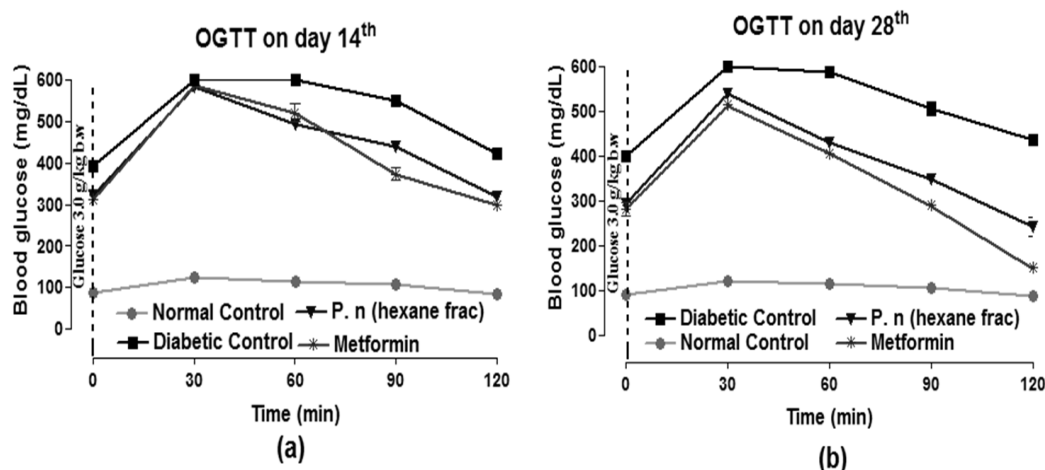 OGTT on day 14th
Blood glucose (mg/dL)
600
500
400
300
200
100
0
Glucose 3.0 g/kg b.w
Normal Control
P. n (hexane frac)
Diabetic Control
Metformin
0
30
60
90
120
Time (min)
(a)
OGTT on day 28th
Blood glucose (mg/dL)
600
500
400
300
200
100
0
Glucose 3.0 g/kg b.w
Diabetic Control
P. n (hexane frac)
Normal Control
Metformin
0
30
60
90
120
Time (min)
(b)